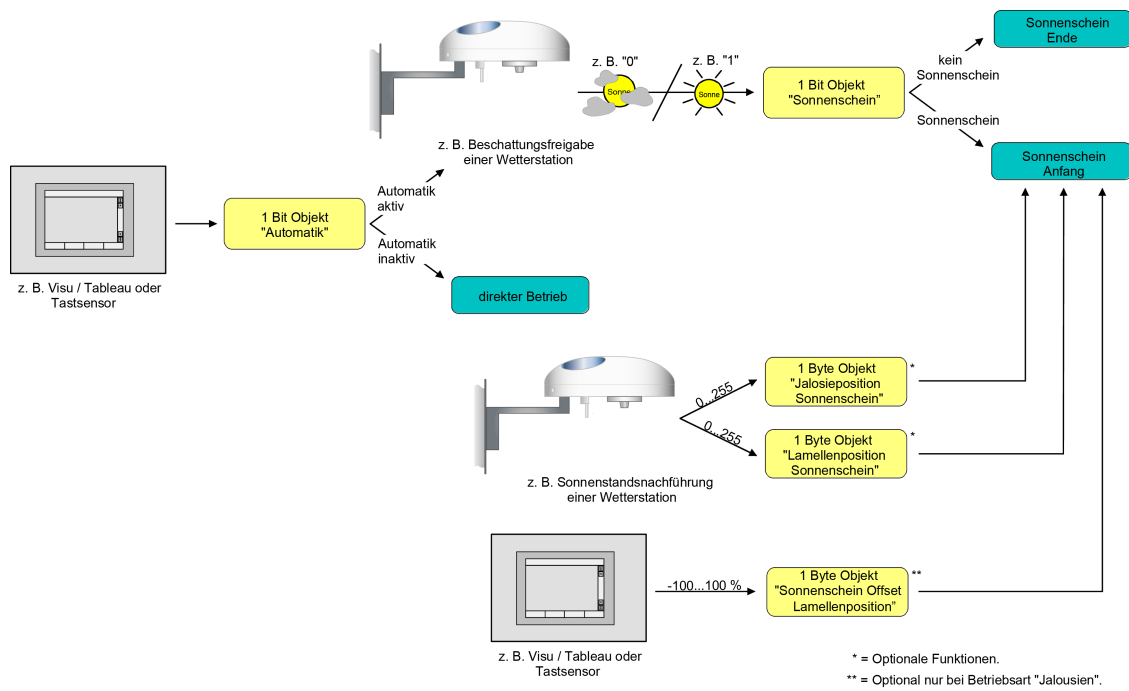 Sonnenschein
Ende
kein
Sonnenschein
z. B. "0"
z. B. "1"
Sonne
Sonne
1 Bit Objekt
"Sonnenschein"
Sonnenschein
z. B. Beschattungsfreigabe
einer Wetterstation
Sonnenschein
Anfang
Automatik
aktiv
1 Bit Objekt
"Automatik"
Automatik
inaktiv
z. B. Visu / Tableau oder
Tastsensor
direkter Betrieb
1 Byte Objekt
"Jalosieposition
Sonnenschein"
*
0...255
0...255
1 Byte Objekt
"Lamellenposition
Sonnenschein"
*
z. B. Sonnenstandsnachführung
einer Wetterstation
-100...100 %
1 Byte Objekt
"Sonnenschein Offset
Lamellenposition"
**
z. B. Visu / Tableau oder
Tastsensor
* = Optionale Funktionen.
** = Optional nur bei Betriebsart "Jalousien".